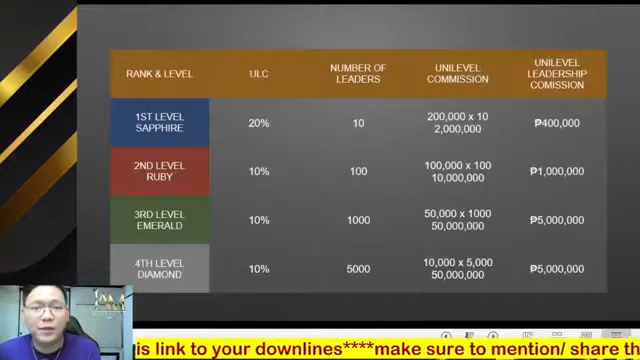 RANK & LEVEL
ULC
NUMBER OF
LEADERS
UNILEVEL
COMMISSION
UNILEVEL
LEADERSHIP
COMISSION
1ST LEVEL
SAPPHIRE
20%
10
200,000 x 10
2,000,000
₱400,000
2ND LEVEL
RUBY
10%
100
100,000 x 100
10,000,000
₱1,000,000
3RD LEVEL
EMERALD
10%
1000
50,000 x 1000
50,000,000
₱5,000,000
4TH LEVEL
DIAMOND
10%
5000
10,000 x 5,000
50,000,000
₱5,000,000
is link to your downlines****make sure to mention/ share th